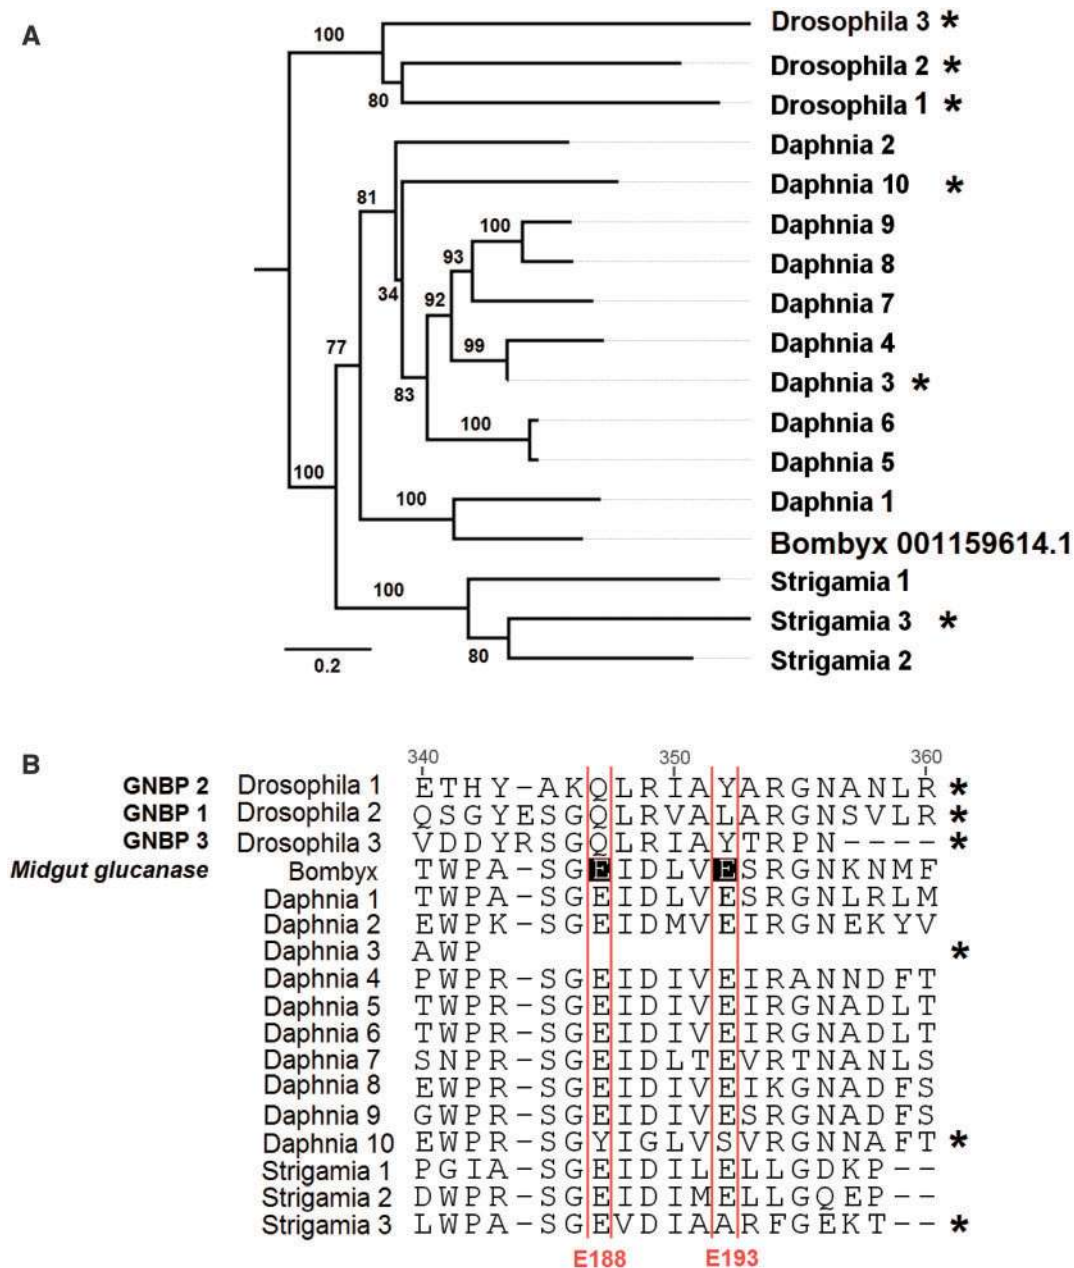 A
100
Drosophila 3 *
Drosophila 2 *
80
Drosophila 1 *
Daphnia 2
81
Daphnia 10 *
100
Daphnia 9
93
Daphnia 8
34
92
Daphnia 7
77
99
Daphnia 4
83
Daphnia 3 *
100
Daphnia 6
Daphnia 5
100
100
Daphnia 1
Bombyx 001159614.1
100
Strigamia 1
Strigamia 3 *
80
Strigamia 2
0.2
B
340 350 360
GNBP 2 Drosophila 1 ETHY-AKQLRIAYARGNANLR *
GNBP 1 Drosophila 2 QSGYESGQLRVALARGNSVLR *
GNBP 3 Drosophila 3 VDDYRSGQLRIAYTRPN---- *
Midgut glucanase Bombyx TWPA-SGEIDLVESRGNKNMF
Daphnia 1 TWPA-SGEIDLVESRGNLRLM
Daphnia 2 EWPK-SGEIDMVEIRGNEKYV
Daphnia 3 AWP *
Daphnia 4 PWPR-SGEIDIVEIRANNDFT
Daphnia 5 TWPR-SGEIDIVEIRGNADLT
Daphnia 6 TWPR-SGEIDIVEIRGNADLT
Daphnia 7 SNPR-SGEIDLTEVRTNANLS
Daphnia 8 EWPR-SGEIDIVEIKGNADFS
Daphnia 9 GWPR-SGEIDIVESRGNADFS
Daphnia 10 EWPR-SGYIGLVSVRGNNAFT *
Strigamia 1 PGIA-SGEIDILELLGDKP--
Strigamia 2 DWPR-SGEIDIMELLGQEP--
Strigamia 3 LWPA-SGEVDIAARFGEKT-- *
E188 E193